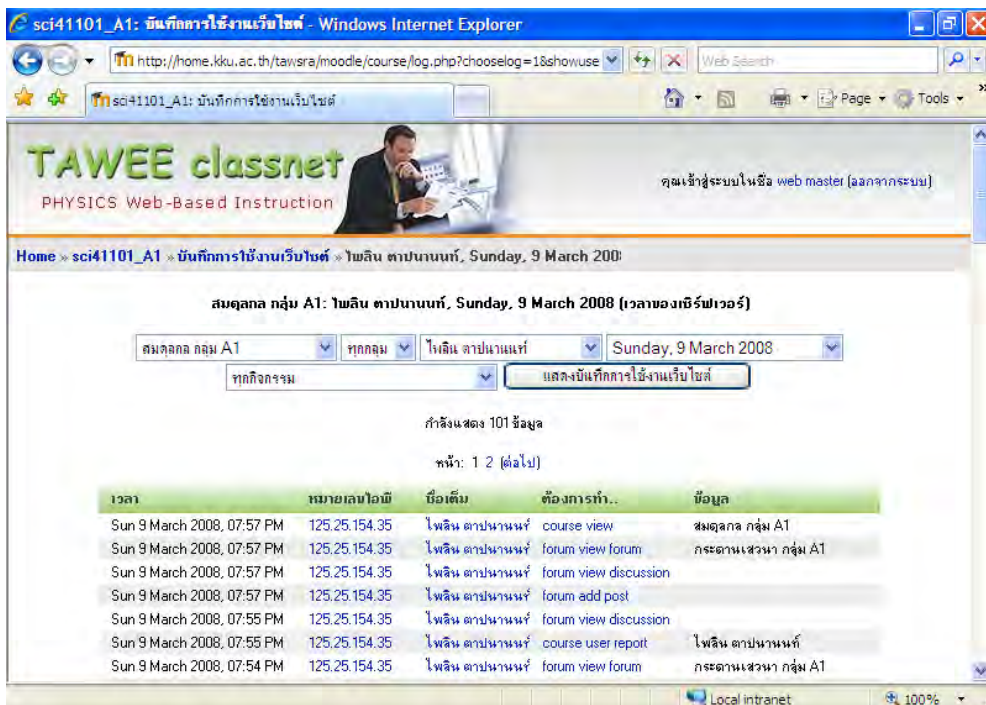 sci41101_A1: บันทึกการใช้งานเว็บไซต์ - Windows Internet Explorer
http://home.kku.ac.th/tawsra/moodle/course/log.php?chooselog=1&showuse Web Search
sci41101_A1: บันทึกการใช้งานเว็บไซต์ Page Tools
TAWEE classnet
PHYSICS Web-Based Instruction
คุณเข้าสู่ระบบในชื่อ web master (ออกจากระบบ)
Home » sci41101_A1 » บันทึกการใช้งานเว็บไซต์ » ไพลิน ตาปนานนท์, Sunday, 9 March 200
สมดุลกล กลุ่ม A1: ไพลิน ตาปนานนท์, Sunday, 9 March 2008 (เวลาของเซิร์ฟเวอร์)
สมดุลกล กลุ่ม A1 ทุกกลุ่ม ไพลิน ตาปนานนท์ Sunday, 9 March 2008
ทุกกิจกรรม แสดงบันทึกการใช้งานเว็บไซต์
กำลังแสดง 101 ข้อมูล
หน้า: 1 2 (ต่อไป)
เวลา หมายเลขไอพี ชื่อเต็ม ต้องการทำ.. ข้อมูล
Sun 9 March 2008, 07:57 PM 125.25.154.35 ไพลิน ตาปนานนท์ course view สมดุลกล กลุ่ม A1
Sun 9 March 2008, 07:57 PM 125.25.154.35 ไพลิน ตาปนานนท์ forum view forum กระดานเสวนา กลุ่ม A1
Sun 9 March 2008, 07:57 PM 125.25.154.35 ไพลิน ตาปนานนท์ forum view discussion
Sun 9 March 2008, 07:57 PM 125.25.154.35 ไพลิน ตาปนานนท์ forum add post
Sun 9 March 2008, 07:55 PM 125.25.154.35 ไพลิน ตาปนานนท์ forum view discussion
Sun 9 March 2008, 07:55 PM 125.25.154.35 ไพลิน ตาปนานนท์ course user report ไพลิน ตาปนานนท์
Sun 9 March 2008, 07:54 PM 125.25.154.35 ไพลิน ตาปนานนท์ forum view forum กระดานเสวนา กลุ่ม A1
Local intranet 100%